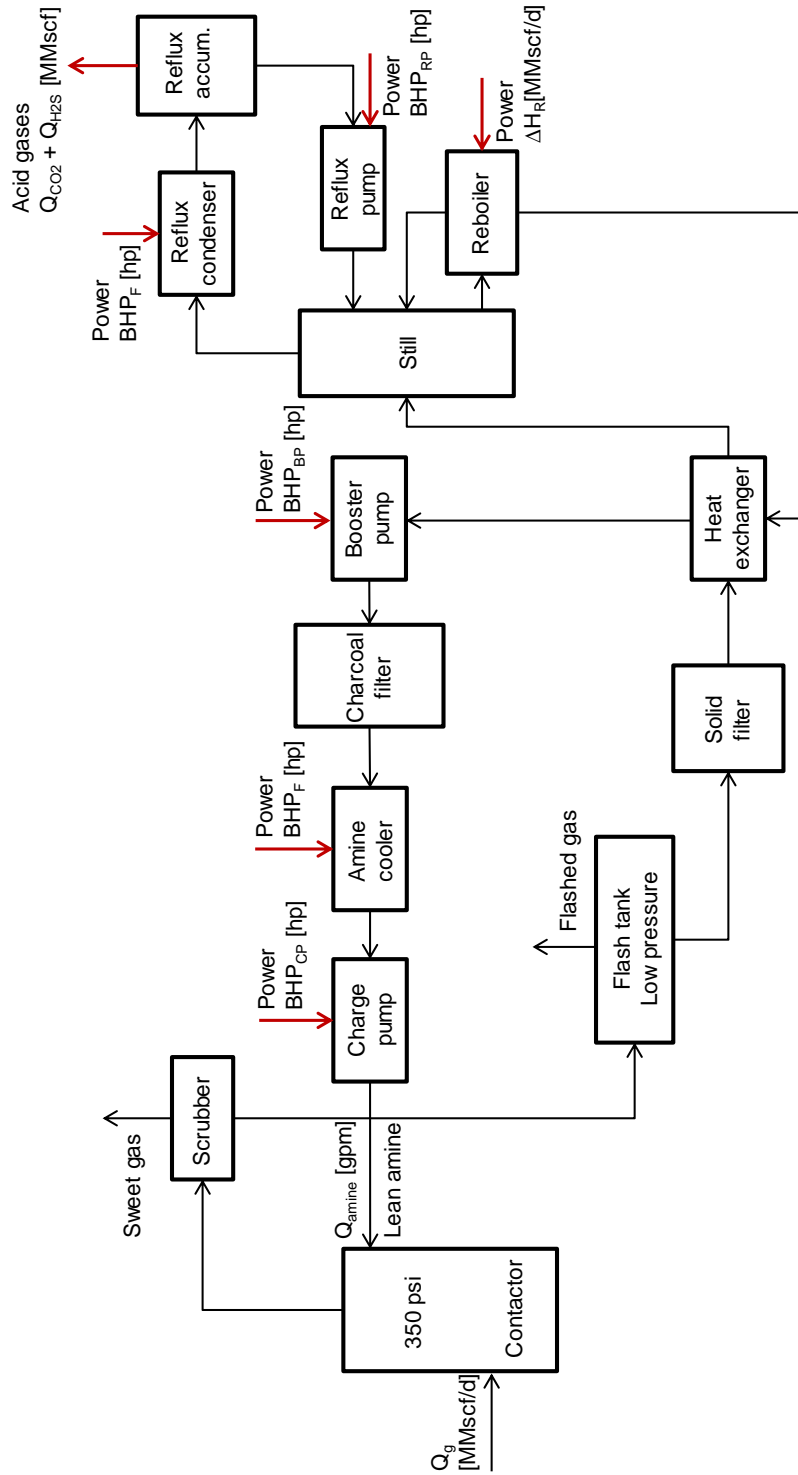 Q_g
[MMscf/d]
350 psi
Contactor
Sweet gas
Scrubber
Q_amine [gpm]
Lean amine
Power
BHP_CP [hp]
Charge
pump
Power
BHP_F [hp]
Amine
cooler
Charcoal
filter
Power
BHP_BP [hp]
Booster
pump
Flashed gas
Flash tank
Low pressure
Solid
filter
Heat
exchanger
Still
Power
BHP_F [hp]
Reflux
condenser
Acid gases
Q_CO2 + Q_H2S [MMscf]
Reflux
accum.
Reflux
pump
Power
BHP_RP [hp]
Reboiler
Power
ΔH_R[MMscf/d]